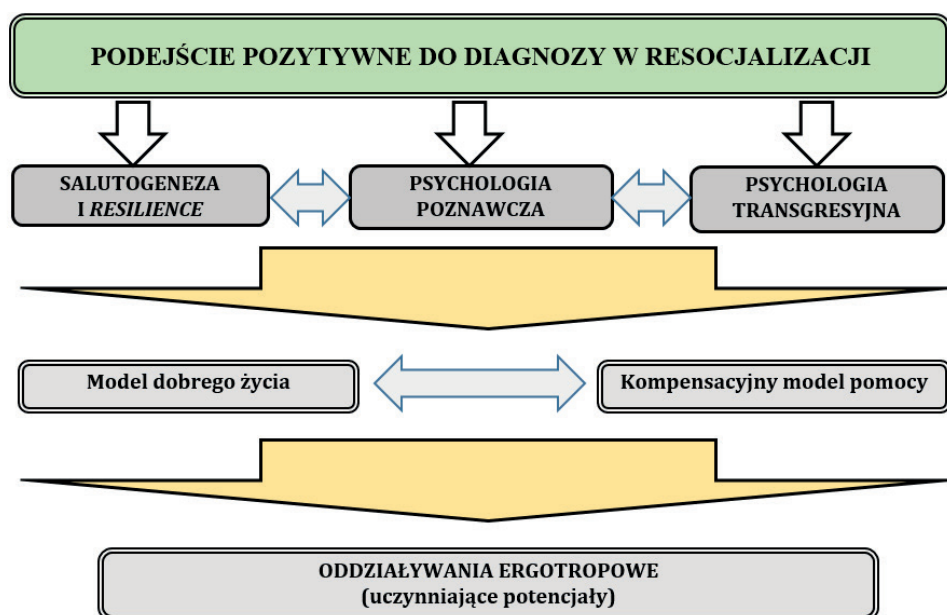 PODEJŚCIE POZYTYWNE DO DIAGNOZY W RESOCJALIZACJI
SALUTOGENEZA
I RESILIENCE
PSYCHOLOGIA
POZNAWCZA
PSYCHOLOGIA
TRANSGRESYJNA
Model dobrego życia
Kompensacyjny model pomocy
ODDZIAŁYWANIA ERGOTROPOWE
(uczynniające potencjały)